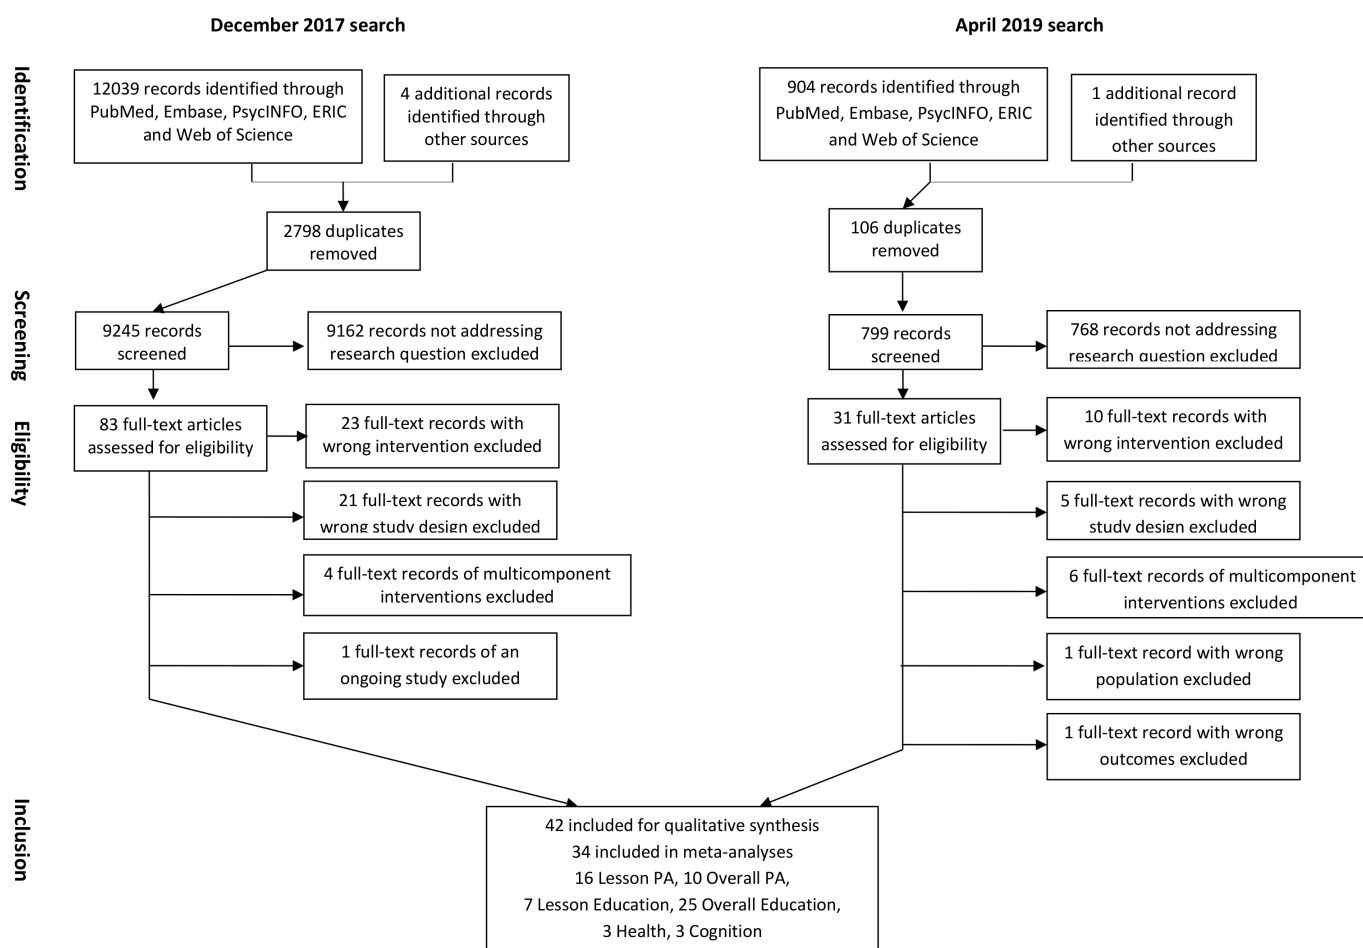 December 2017 search
April 2019 search
Identification
12039 records identified through
PubMed, Embase, PsycINFO, ERIC
and Web of Science
4 additional records
identified through
other sources
904 records identified through
PubMed, Embase, PsycINFO, ERIC
and Web of Science
1 additional record
identified through
other sources
2798 duplicates
removed
106 duplicates
removed
Screening
9245 records
screened
9162 records not addressing
research question excluded
799 records
screened
768 records not addressing
research question excluded
Eligibility
83 full-text articles
assessed for eligibility
23 full-text records with
wrong intervention excluded
31 full-text articles
assessed for eligibility
10 full-text records with
wrong intervention excluded
21 full-text records with
wrong study design excluded
5 full-text records with wrong
study design excluded
4 full-text records of multicomponent
interventions excluded
6 full-text records of multicomponent
interventions excluded
1 full-text records of an
ongoing study excluded
1 full-text record with wrong
population excluded
1 full-text record with wrong
outcomes excluded
Inclusion
42 included for qualitative synthesis
34 included in meta-analyses
16 Lesson PA, 10 Overall PA,
7 Lesson Education, 25 Overall Education,
3 Health, 3 Cognition